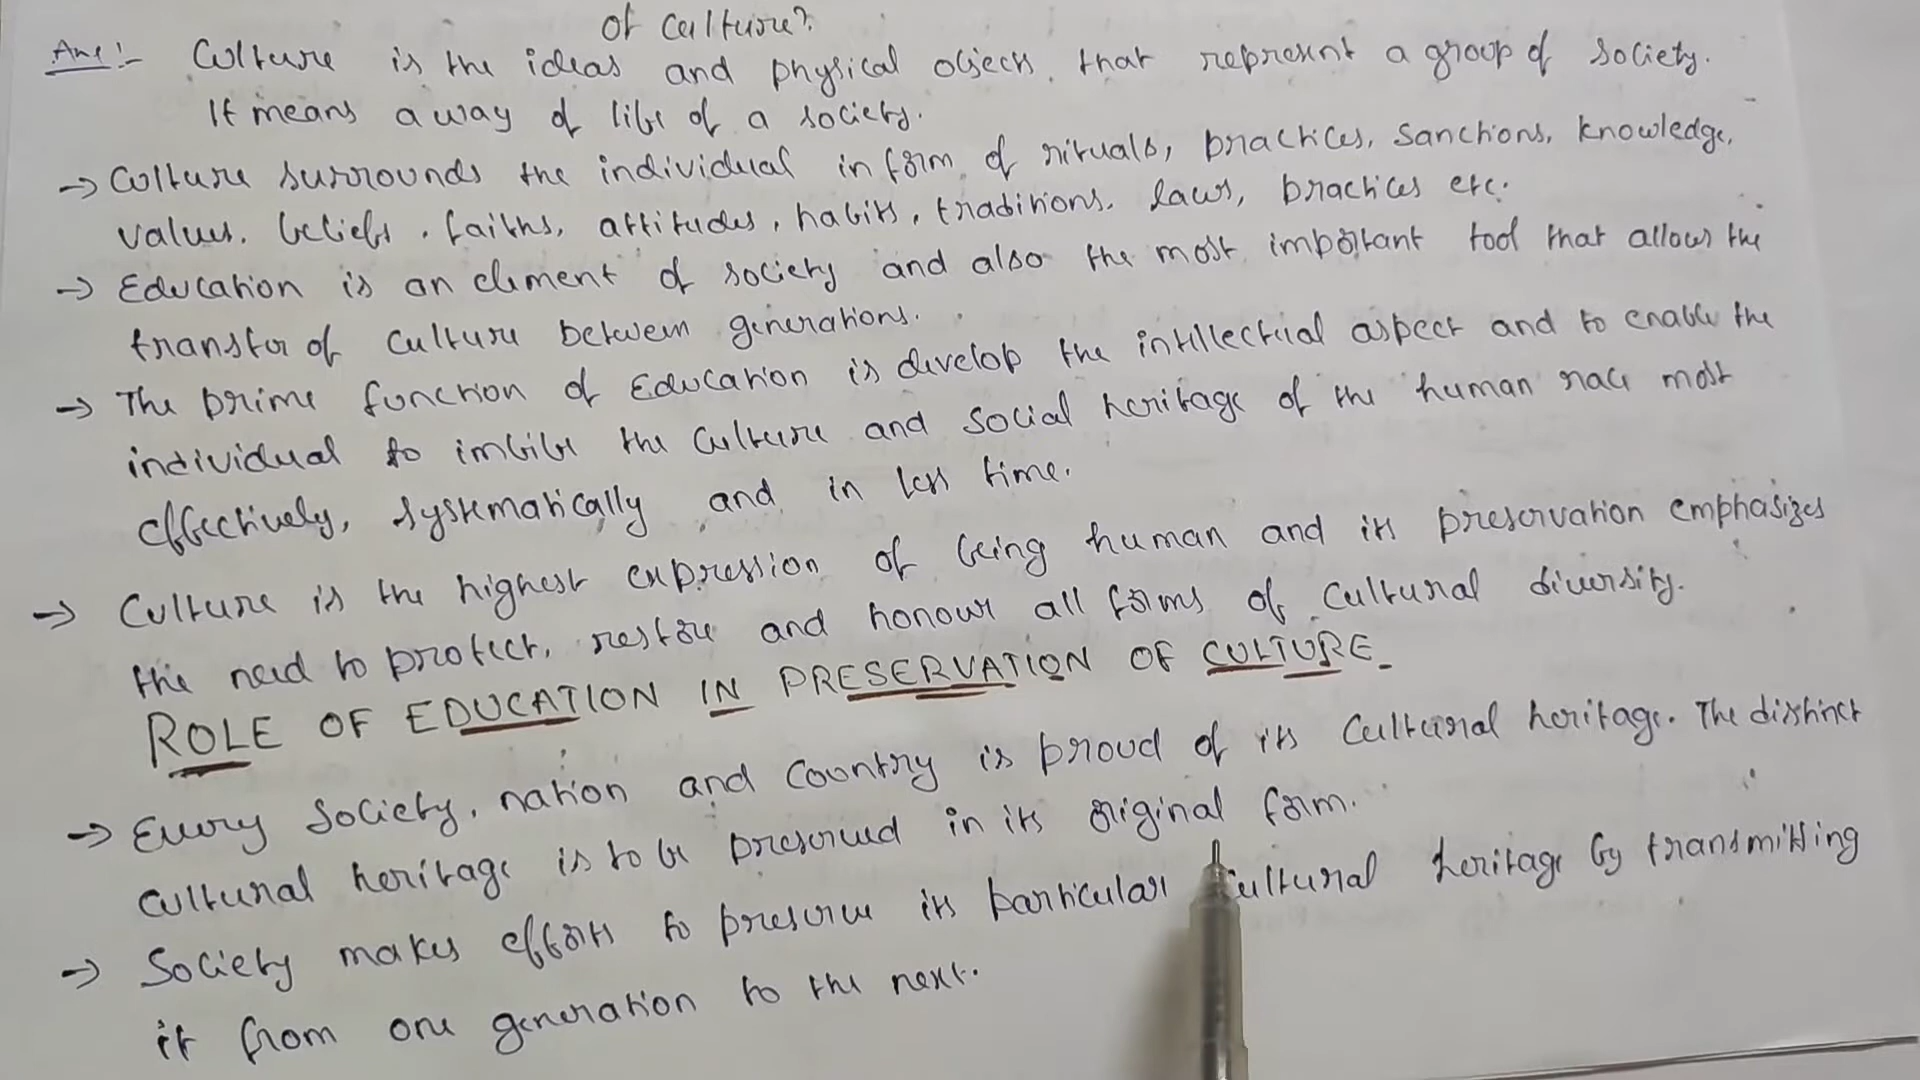 of culture?
Ans:- Culture is the ideas and physical objects that represent a group of society.
It means a way of life of a society.
→ Culture surrounds the individual in form of rituals, practices, sanctions, knowledge,
values, beliefs, faiths, attitudes, habits, traditions, laws, practices etc.
→ Education is an element of society and also the most important tool that allows the
transfer of culture between generations.
→ The prime function of Education is develop the intellectual aspect and to enable the
individual to imbibe the culture and social heritage of the human race most
effectively, systematically, and in less time.
→ Culture is the highest expression of being human and its preservation emphasizes
the need to protect, restore and honour all forms of cultural diversity.
ROLE OF EDUCATION IN PRESERVATION OF CULTURE
→ Every society, nation and country is proud of its cultural heritage. The distinct
cultural heritage is to be preserved in its original form.
→ Society makes efforts to preserve its particular cultural heritage by transmitting
it from one generation to the next.